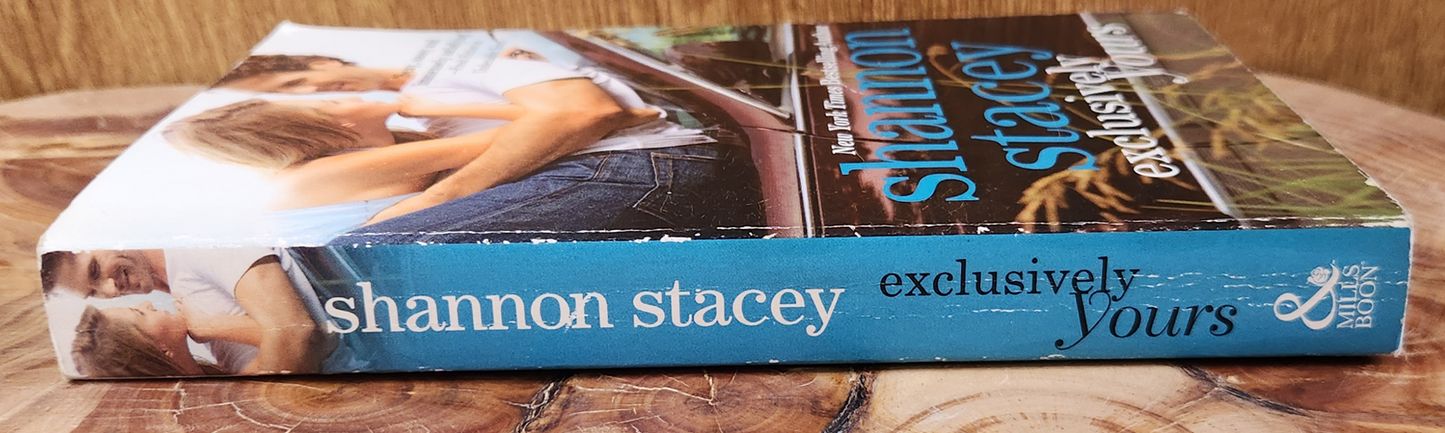 New York Times Bestselling Author
shannon
stacey
exclusively
yours
shannon stacey
exclusively
yours
MILLS
&
BOON